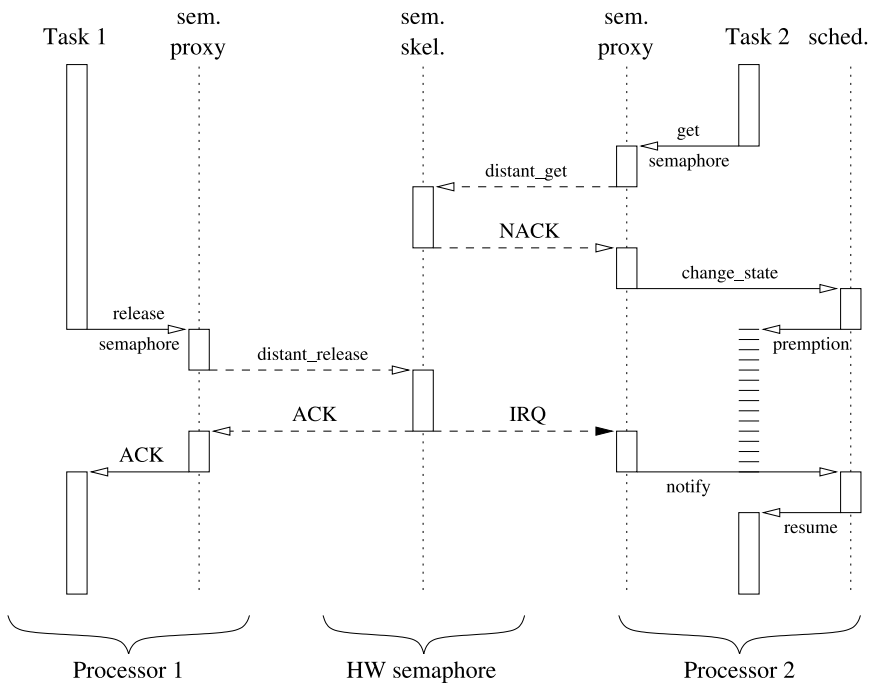 Task 1
sem.
proxy
sem.
skel.
sem.
proxy
Task 2
sched.
get
semaphore
distant_get
NACK
change_state
release
semaphore
premption
distant_release
ACK
IRQ
ACK
notify
resume
Processor 1
HW semaphore
Processor 2